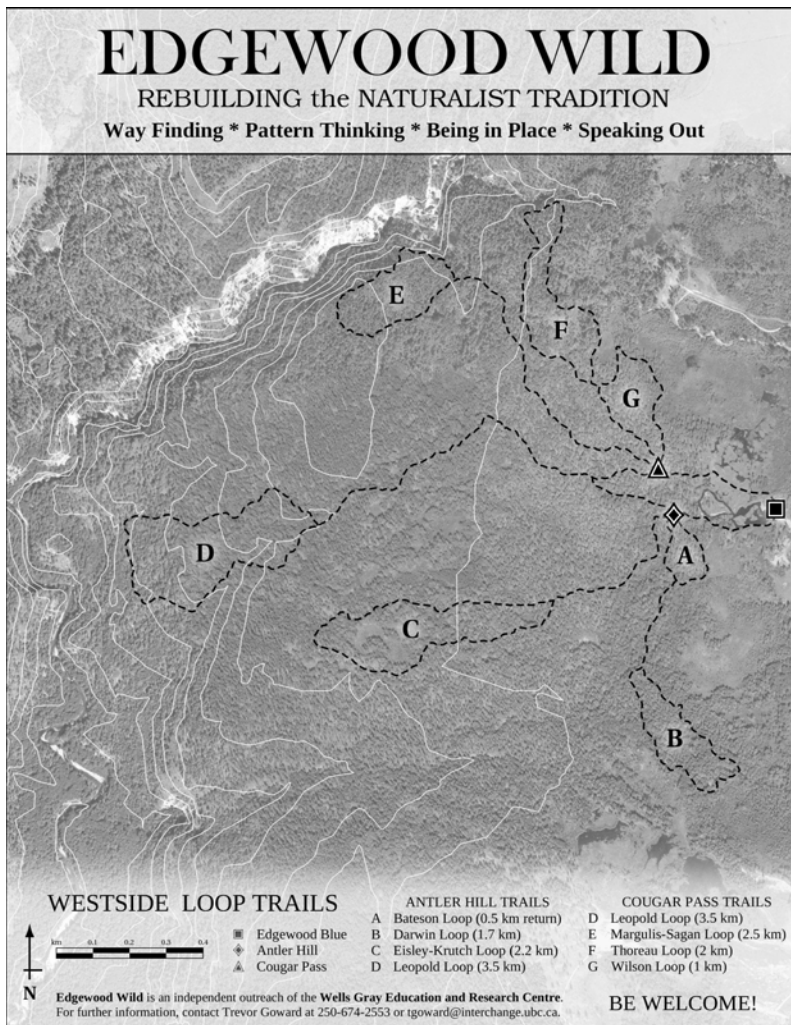 EDGEWOOD WILD
REBUILDING the NATURALIST TRADITION
Way Finding * Pattern Thinking * Being in Place * Speaking Out
E
F
G
A
D
C
B
WESTSIDE LOOP TRAILS
km 0.1 0.2 0.3 0.4
N
Edgewood Blue
Antler Hill
Cougar Pass
ANTLER HILL TRAILS
A Bateson Loop (0.5 km return)
B Darwin Loop (1.7 km)
C Eisley-Krutch Loop (2.2 km)
D Leopold Loop (3.5 km)
COUGAR PASS TRAILS
D Leopold Loop (3.5 km)
E Margulis-Sagan Loop (2.5 km)
F Thoreau Loop (2 km)
G Wilson Loop (1 km)
Edgewood Wild is an independent outreach of the Wells Gray Education and Research Centre.
For further information, contact Trevor Goward at 250-674-2553 or tgoward@interchange.ubc.ca.
BE WELCOME!